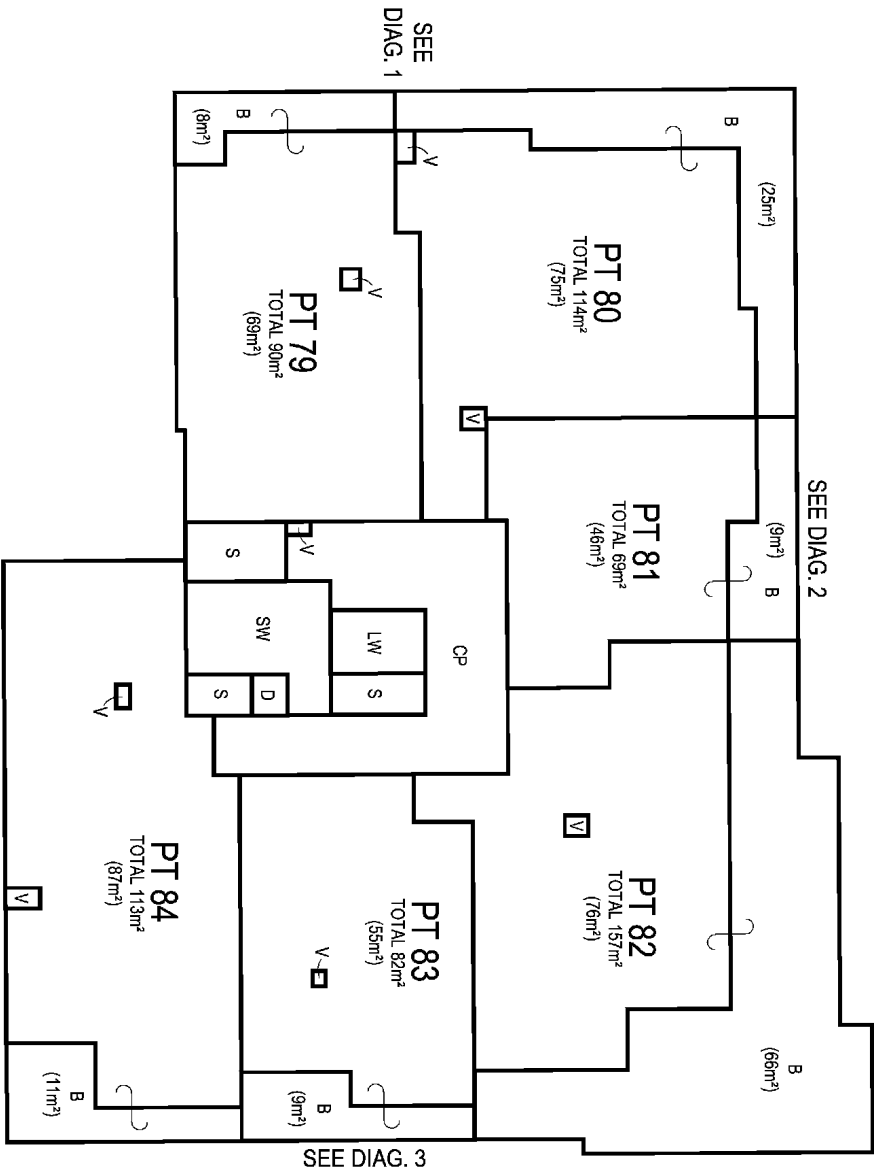 SEE
DIAG. 1
B
(8m²)
V
B
(25m²)
PT 80
TOTAL 114m²
(75m²)
V
PT 79
TOTAL 90m²
(69m²)
V
SEE DIAG. 2
(9m²)
B
PT 81
TOTAL 69m²
(46m²)
V
S
SW
LW
CP
S
D
S
V
V
PT 82
TOTAL 157m²
(76m²)
B
(66m²)
PT 83
TOTAL 82m²
(55m²)
V
B
(9m²)
PT 84
TOTAL 113m²
(87m²)
V
B
(11m²)
SEE DIAG. 3